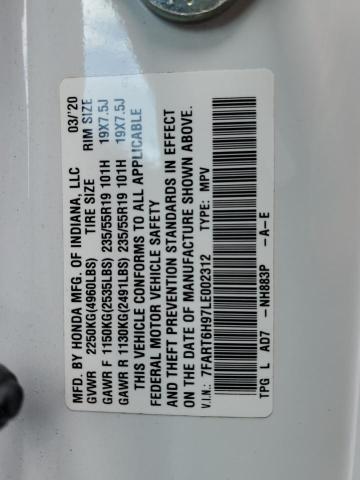 MFD. BY HONDA MFG. OF INDIANA, LLC 03/'20
GVWR 2250KG(4960LBS) TIRE SIZE RIM SIZE
GAWR F 1150KG(2535LBS) 235/55R19 101H 19X7.5J
GAWR R 1130KG(2491LBS) 235/55R19 101H 19X7.5J
THIS VEHICLE CONFORMS TO ALL APPLICABLE
FEDERAL MOTOR VEHICLE SAFETY
AND THEFT PREVENTION STANDARDS IN EFFECT
ON THE DATE OF MANUFACTURE SHOWN ABOVE.
V.I.N.: 7FART6H97LE002312 TYPE: MPV
TPG L AD7 -NH883P -A-E